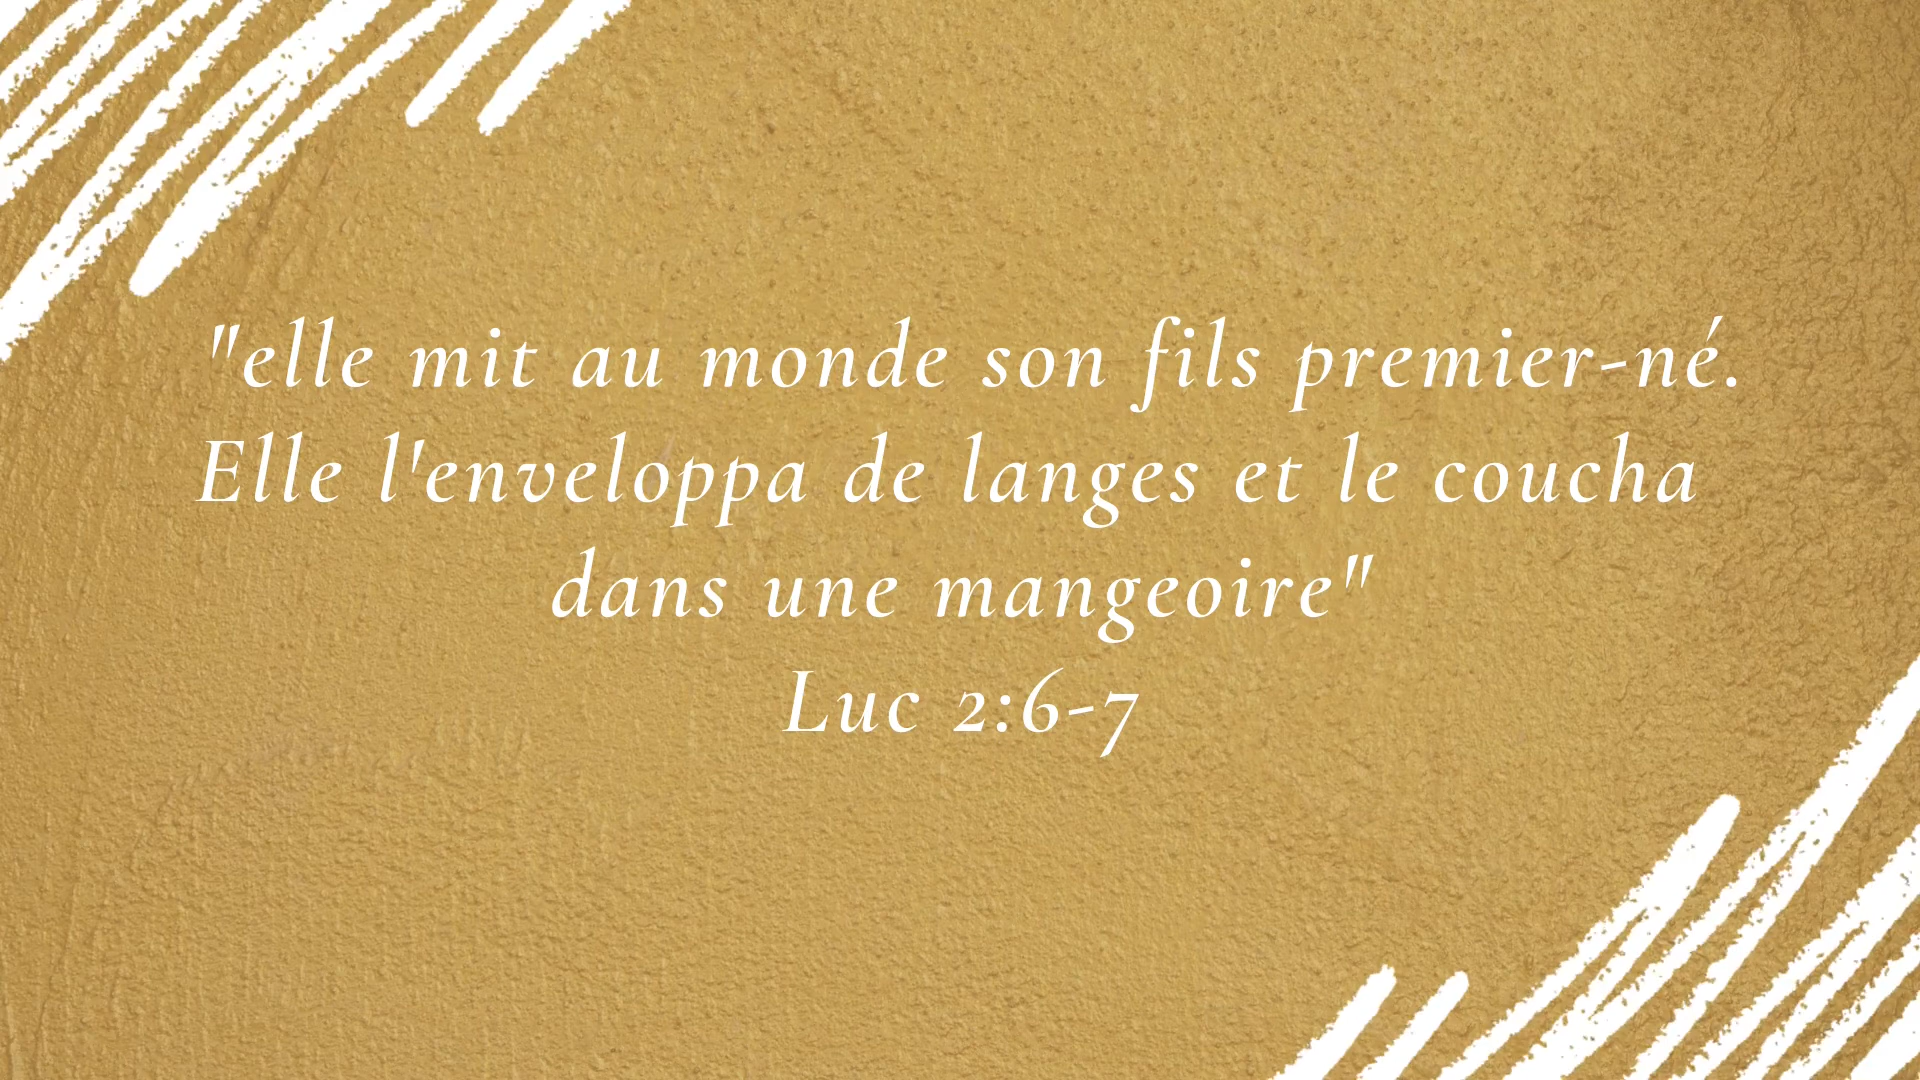 "elle mit au monde son fils premier-né.
Elle l'enveloppa de langes et le coucha
dans une mangeoire"
Luc 2:6-7